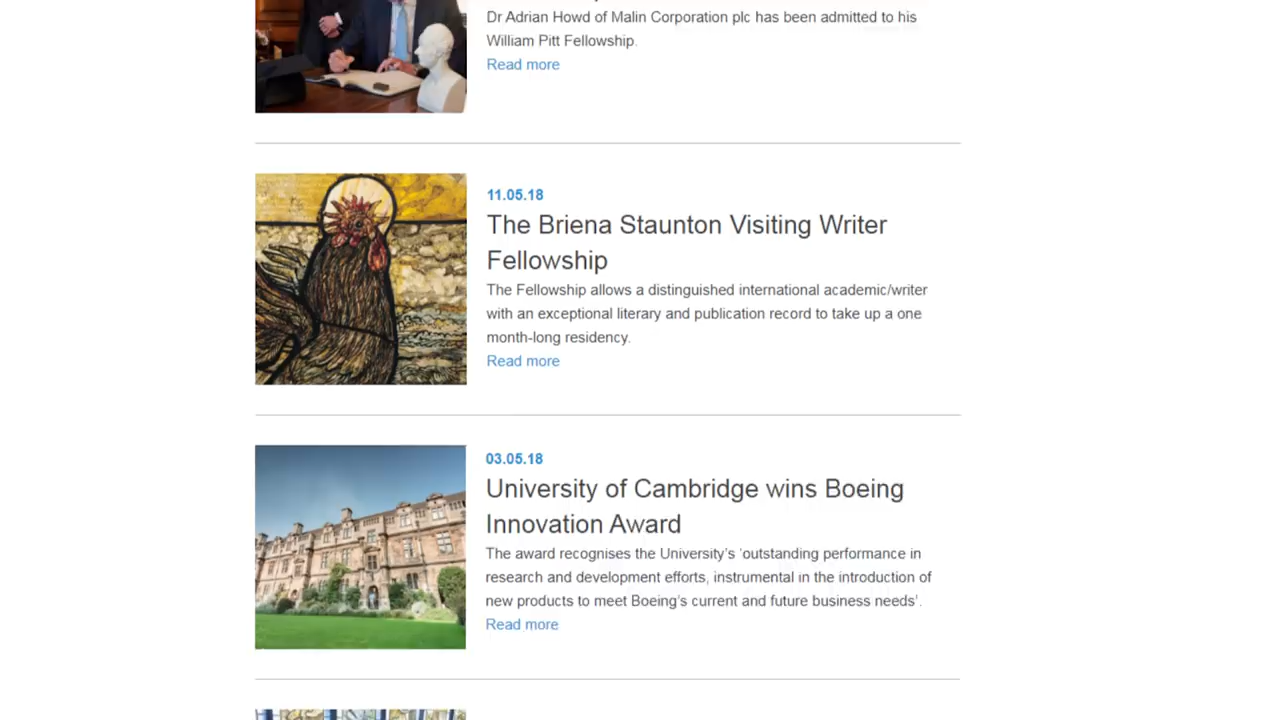 Dr Adrian Howd of Malin Corporation plc has been admitted to his
William Pitt Fellowship.
Read more
11.05.18
The Briena Staunton Visiting Writer
Fellowship
The Fellowship allows a distinguished international academic/writer
with an exceptional literary and publication record to take up a one
month-long residency.
Read more
03.05.18
University of Cambridge wins Boeing
Innovation Award
The award recognises the University’s ‘outstanding performance in
research and development efforts, instrumental in the introduction of
new products to meet Boeing’s current and future business needs’.
Read more